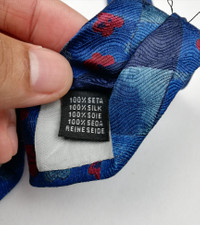 100% SETA
100% SILK
100% SOIE
100% SEDA
REINE SEIDE